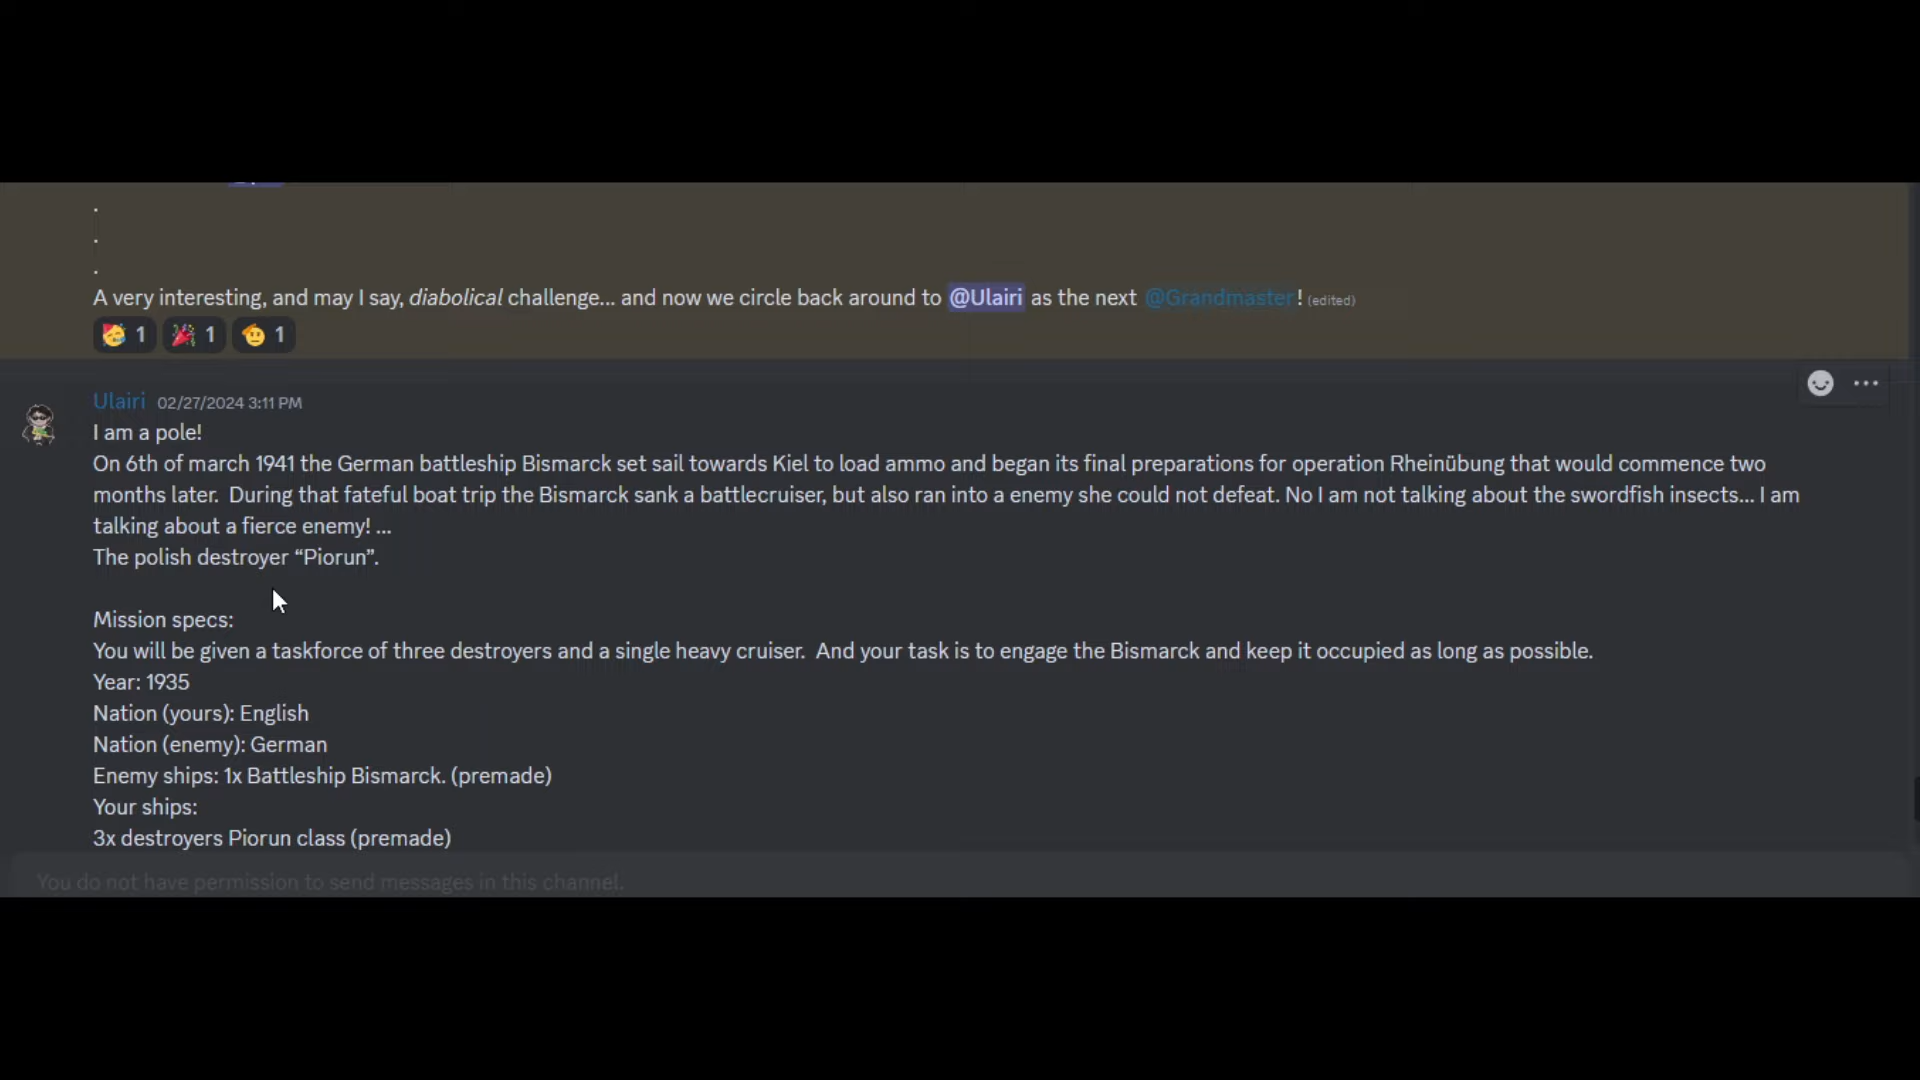 .
.
.
A very interesting, and may I say, diabolical challenge... and now we circle back around to @Ulairi as the next @Grandmaster! (edited)
1 1 1
Ulairi 02/27/2024 3:11 PM
I am a pole!
On 6th of march 1941 the German battleship Bismarck set sail towards Kiel to load ammo and began its final preparations for operation Rheinübung that would commence two
months later.  During that fateful boat trip the Bismarck sank a battlecruiser, but also ran into a enemy she could not defeat. No I am not talking about the swordfish insects... I am
talking about a fierce enemy! ...
The polish destroyer “Piorun”.
Mission specs:
You will be given a taskforce of three destroyers and a single heavy cruiser.  And your task is to engage the Bismarck and keep it occupied as long as possible.
Year: 1935
Nation (yours): English
Nation (enemy): German
Enemy ships: 1x Battleship Bismarck. (premade)
Your ships:
3x destroyers Piorun class (premade)
You do not have permission to send messages in this channel.